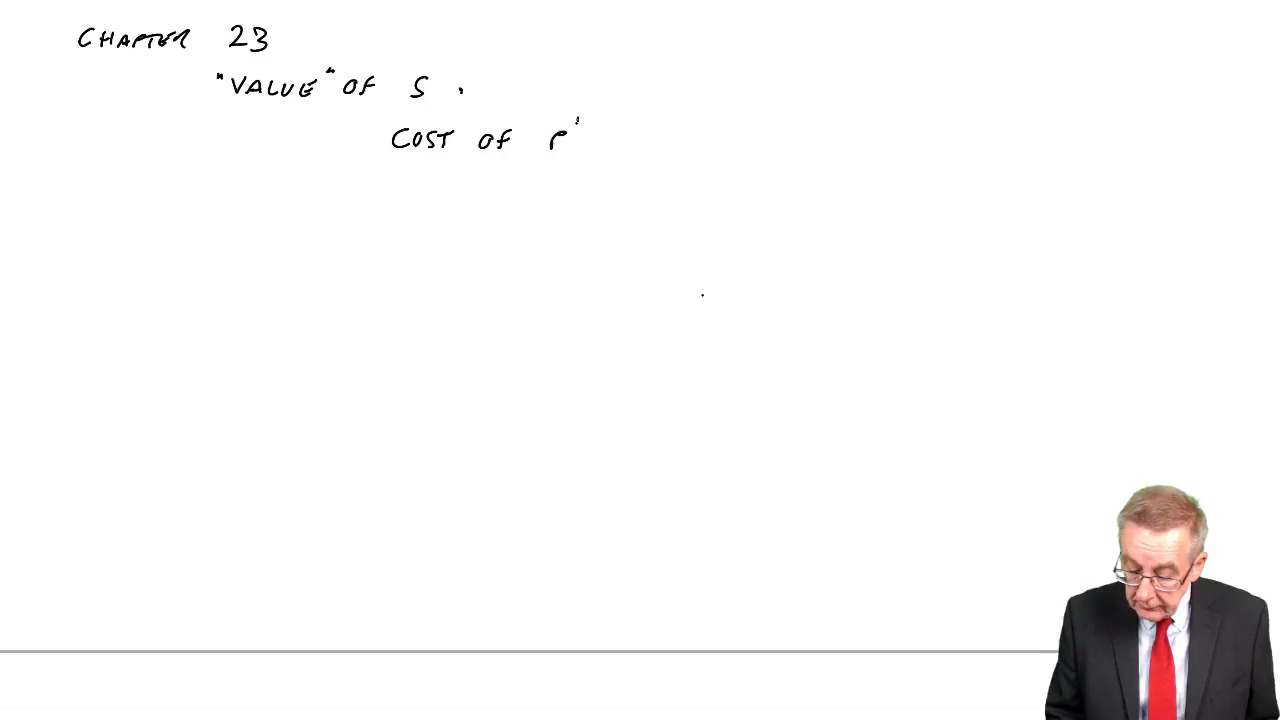 CHAPTER 23
"VALUE" OF S.
COST OF P'